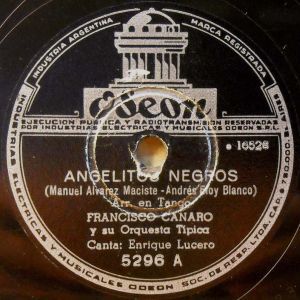 INDUSTRIA ARGENTINA
MARCA REGISTRADA
Odeon
EJECUCION PUBLICA Y RADIOTRANSMISION RESERVADAS
POR INDUSTRIAS ELECTRICAS Y MUSICALES ODEON S.R.L.
16526
ANGELITOS NEGROS
(Manuel Alvarez Maciste - Andrés Eloy Blanco)
Arr. en Tango
FRANCISCO CANARO
y su Orquesta Típica
Canta: Enrique Lucero
5296 A
INDUSTRIAS ELECTRICAS Y MUSICALES ODEON SOC. DE RESP. LTDA. CAP.